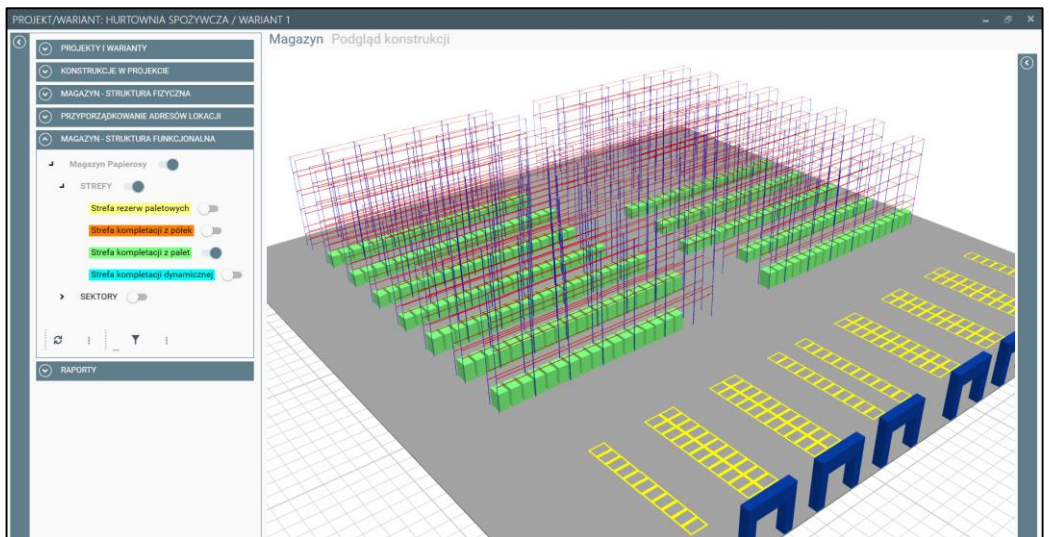 PROJEKT/WARIANT: HURTOWNIA SPOŻYWCZA / WARIANT 1
Magazyn Podgląd konstrukcji
PROJEKTY I WARIANTY
KONSTRUKCJE W PROJEKCIE
MAGAZYN - STRUKTURA FIZYCZNA
PRZYPORZĄDKOWANIE ADRESÓW LOKACJI
MAGAZYN - STRUKTURA FUNKCJONALNA
Magazyn Papierosy
STREFY
Strefa rezerw paletowych
Strefa kompletacji z półek
Strefa kompletacji z palet
Strefa kompletacji dynamicznej
SEKTORY
RAPORTY